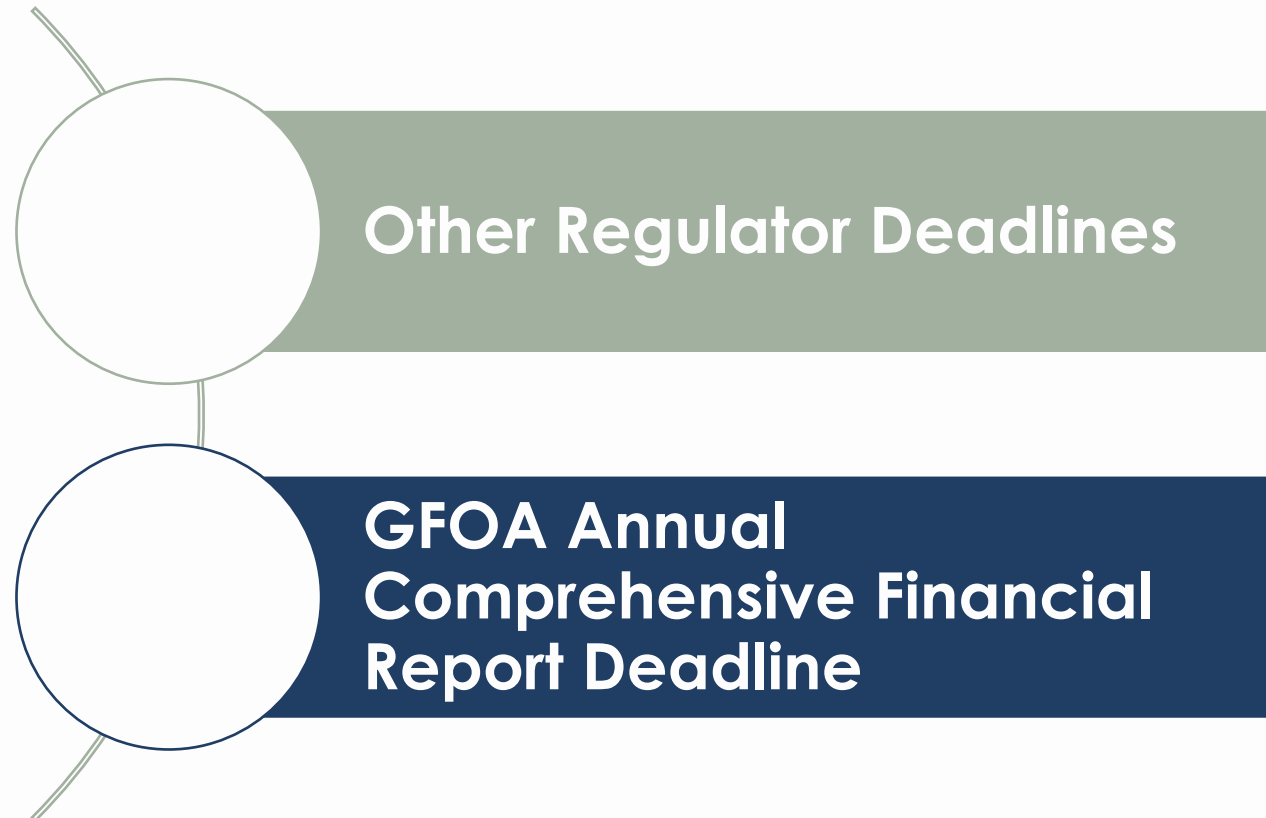 Other Regulator Deadlines
GFOA Annual
Comprehensive Financial
Report Deadline